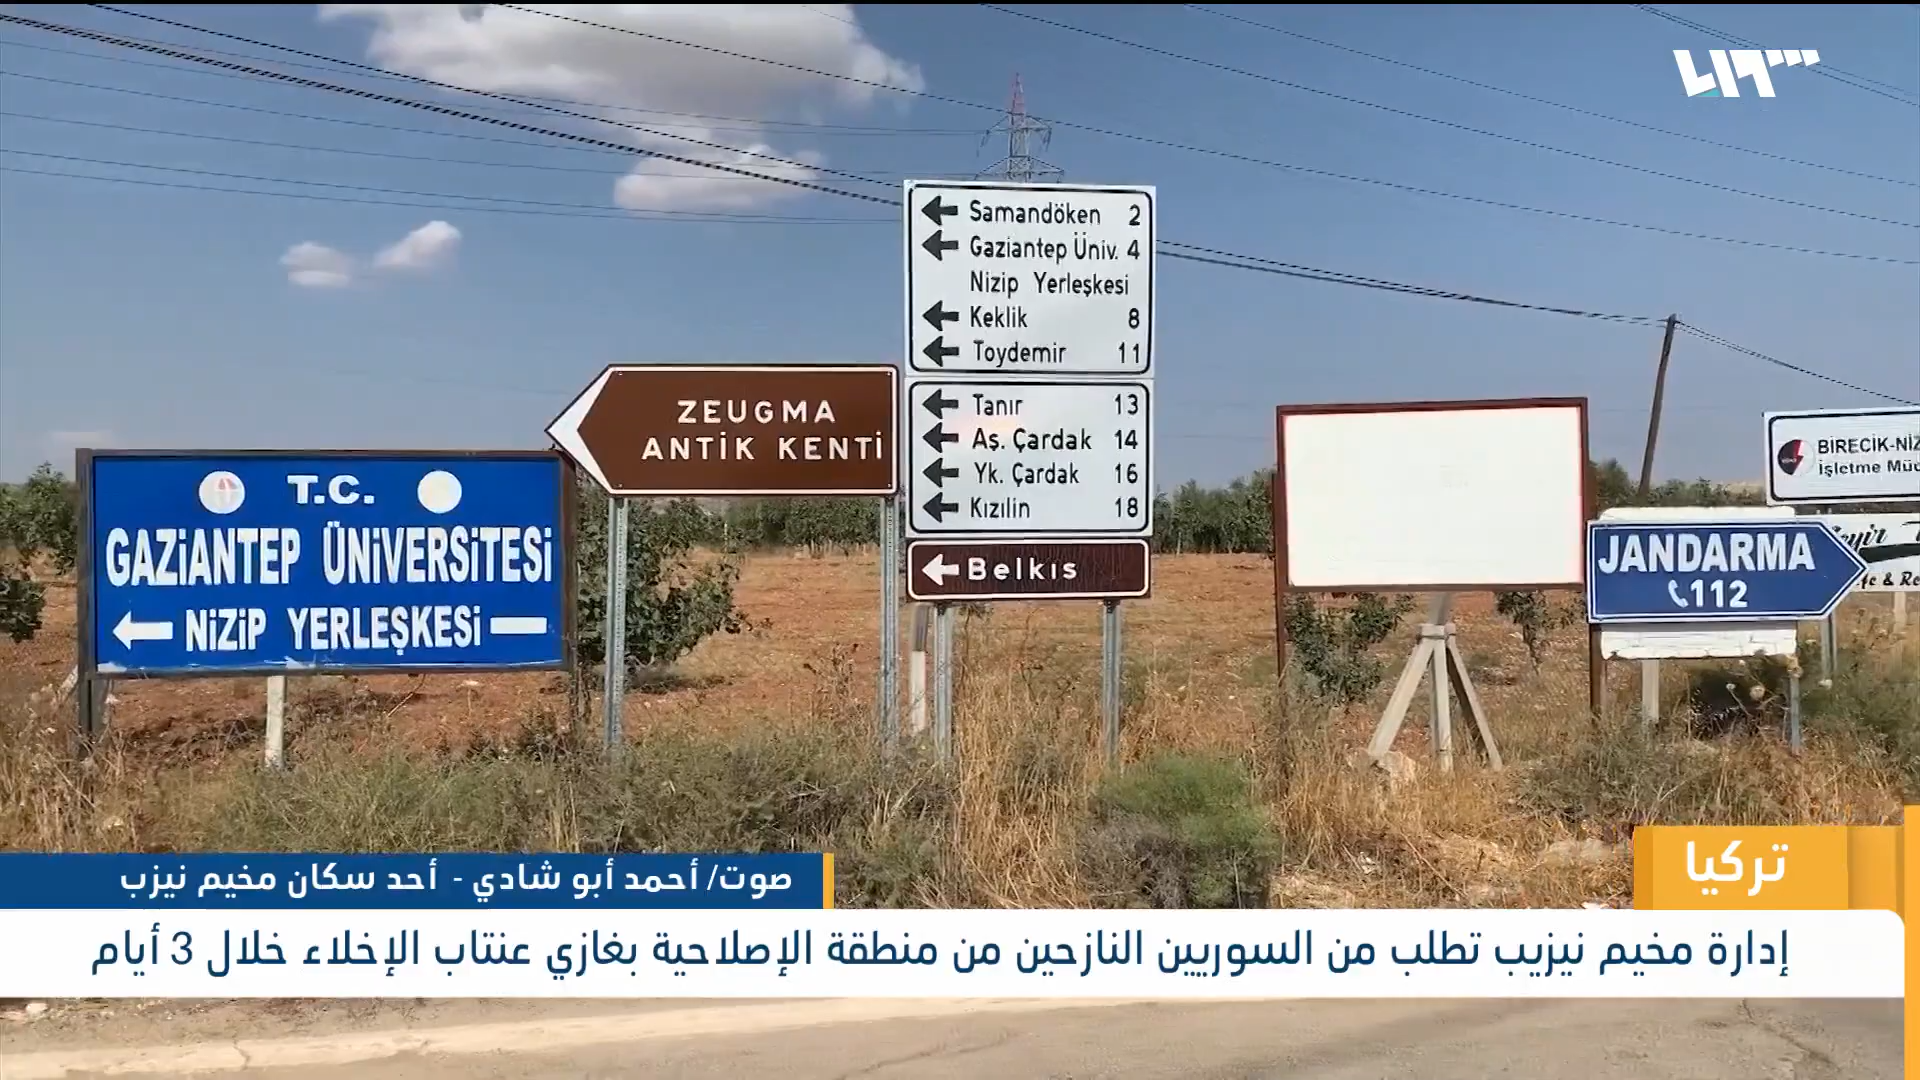 سوريا
Samandöken 2
Gaziantep Üniv. 4
Nizip Yerleşkesi
Keklik 8
Toydemir 11
Tanır 13
Aş. Çardak 14
Yk. Çardak 16
Kızılin 18
Belkıs
ZEUGMA
ANTİK KENTİ
T.C.
GAZİANTEP ÜNİVERSİTESİ
NİZİP YERLEŞKESİ
BIRECIK-NİZ
İşletme Müd
JANDARMA
112
& Re
تركيا
صوت/ أحمد أبو شادي - أحد سكان مخيم نيزب
إدارة مخيم نيزيب تطلب من السوريين النازحين من منطقة الإصلاحية بغازي عنتاب الإخلاء خلال 3 أيام